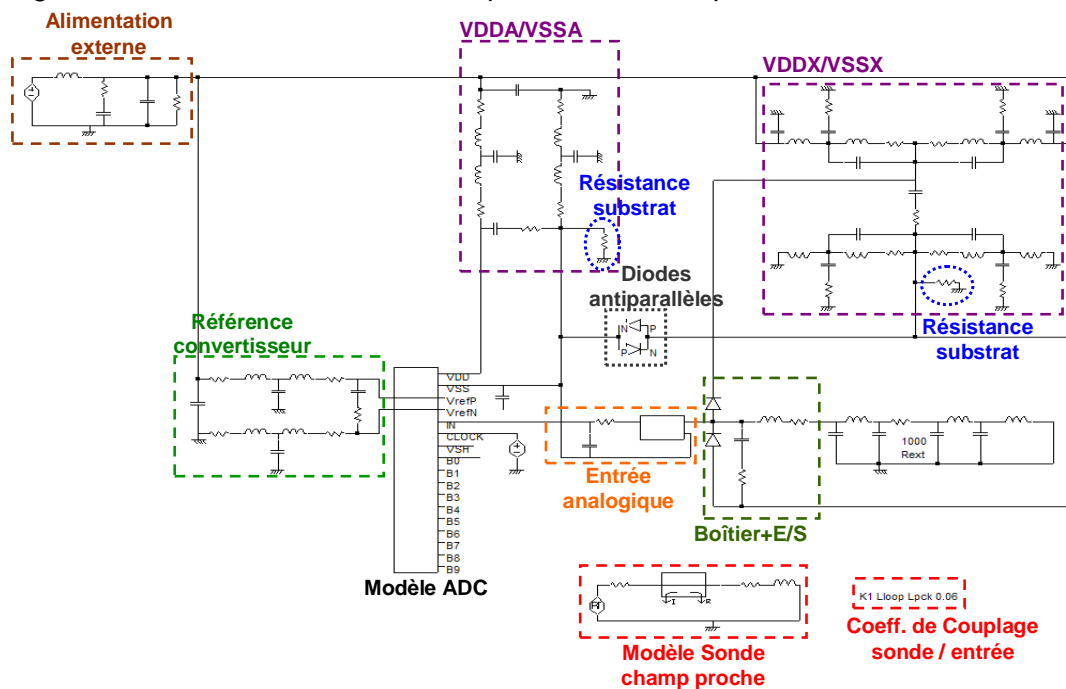 Alimentation
externe
VDDA/VSSA
VDDX/VSSX
Résistance
substrat
Diodes
antiparallèles
N
P
P
N
Résistance
substrat
Référence
convertisseur
VDD
VSS
VrefP
VrefN
IN
CLOCK
VSH
B0
B1
B2
B3
B4
B5
B6
B7
B8
B9
Modèle ADC
Entrée
analogique
1000
Rext
Boîtier+E/S
I
R
K1 Lloop Lpck 0.06
Modèle Sonde
champ proche
Coeff. de Couplage
sonde / entrée